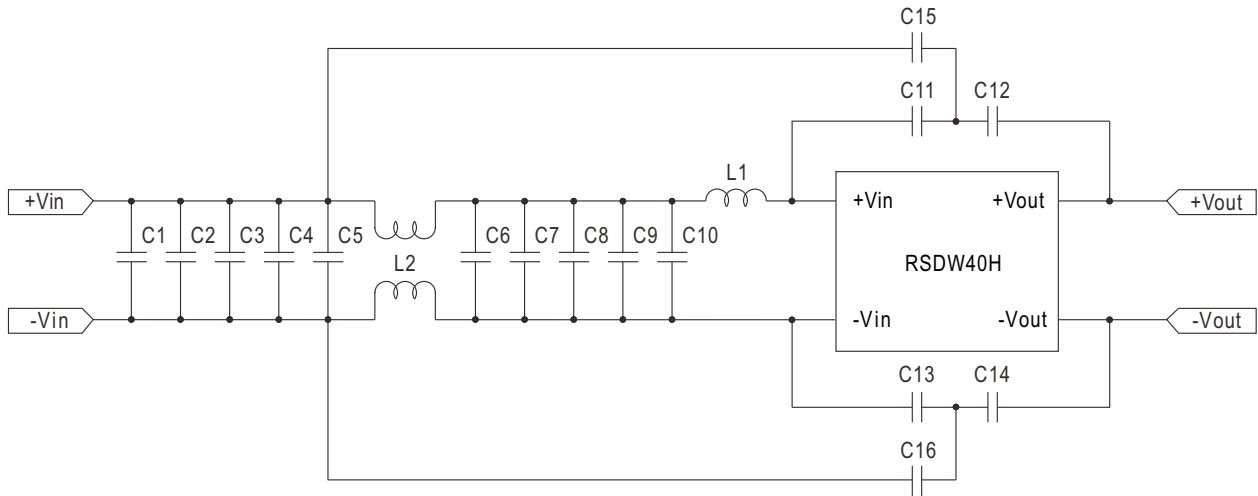 C15
C11 C12
L1
+Vin +Vin +Vout +Vout
C1 C2 C3 C4 C5 C6 C7 C8 C9 C10
L2 RSDW40H
-Vin -Vin -Vout -Vout
C13 C14
C16